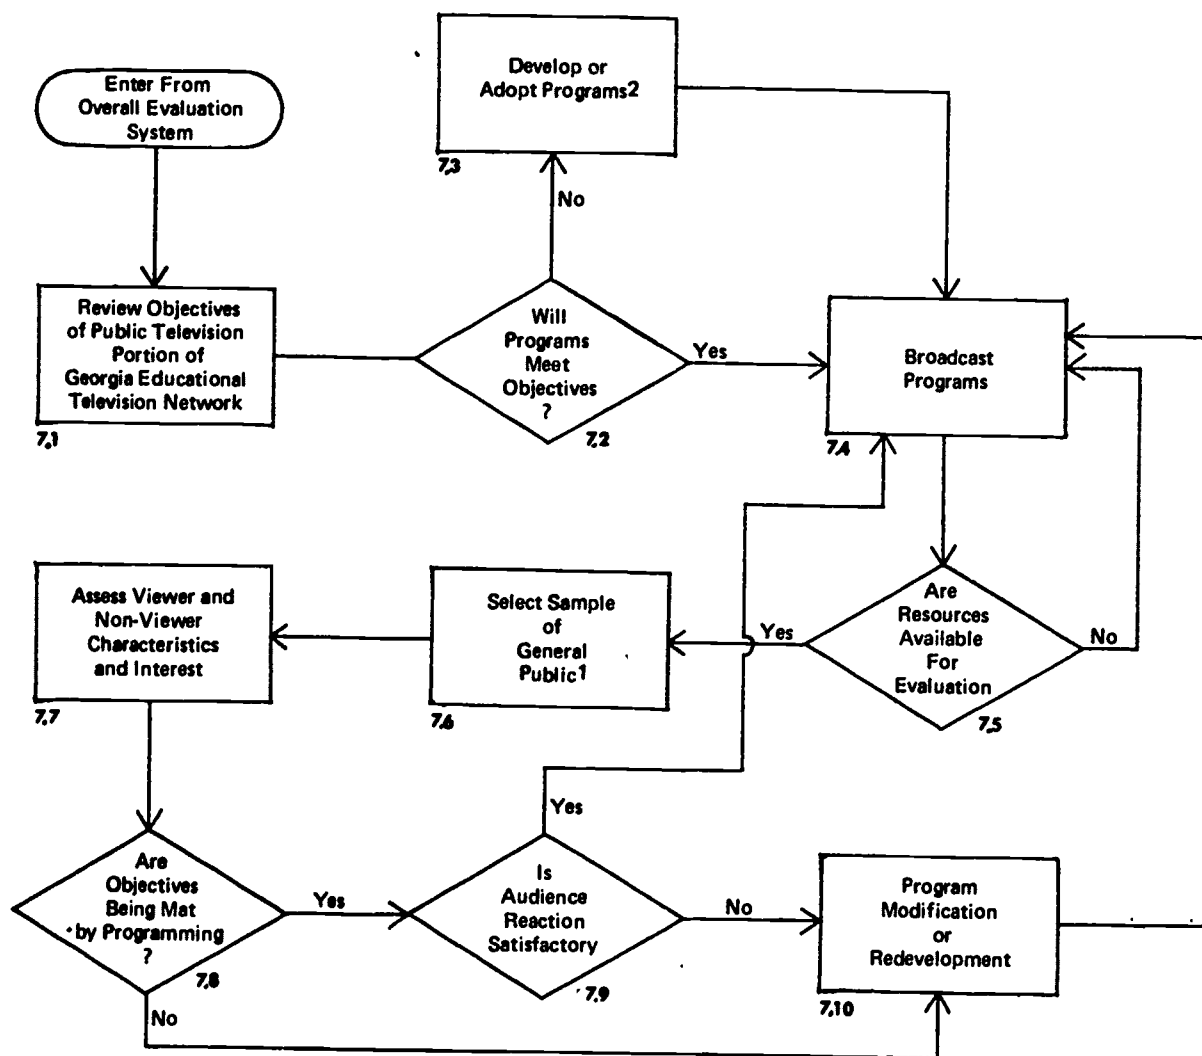 Enter From
Overall Evaluation
System
Develop or
Adopt Programs2
7.3
No
Review Objectives
of Public Television
Portion of
Georgia Educational
Television Network
7.1
Will
Programs
Meet
Objectives
?
7.2
Yes
Broadcast
Programs
7.4
Assess Viewer and
Non-Viewer
Characteristics
and Interest
7.7
Select Sample
of
General
Public1
7.6
Yes
Are
Resources
Available
For
Evaluation
7.5
No
Are
Objectives
Being Mat
by Programming
?
7.8
Yes
No
Yes
Is
Audience
Reaction
Satisfactory
7.9
No
Program
Modification
or
Redevelopment
7.10